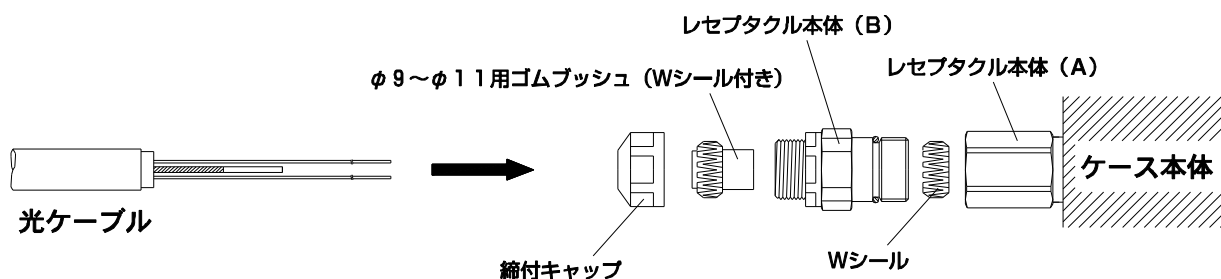 レセプタクル本体（B）
レセプタクル本体（A）
φ９～φ１１用ゴムブッシュ（Wシール付き）
ケース本体
光ケーブル
Wシール
締付キャップ